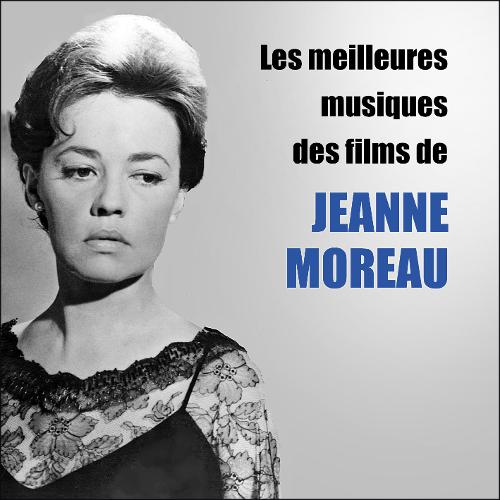 Les meilleures
musiques
des films de
JEANNE
MOREAU